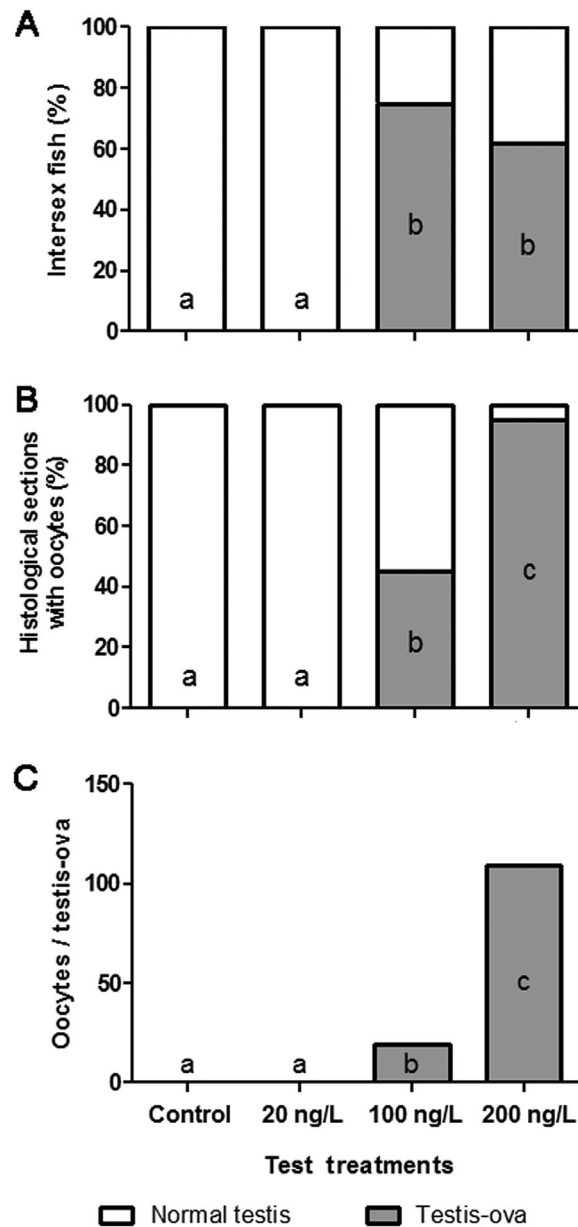 A
Intersex fish (%)
100
80
60
40
20
0
a
a
b
b
B
Histological sections
with oocytes (%)
100
80
60
40
20
0
a
a
b
c
C
Oocytes / testis-ova
150
100
50
0
a
a
b
c
Control
20 ng/L
100 ng/L
200 ng/L
Test treatments
Normal testis
Testis-ova